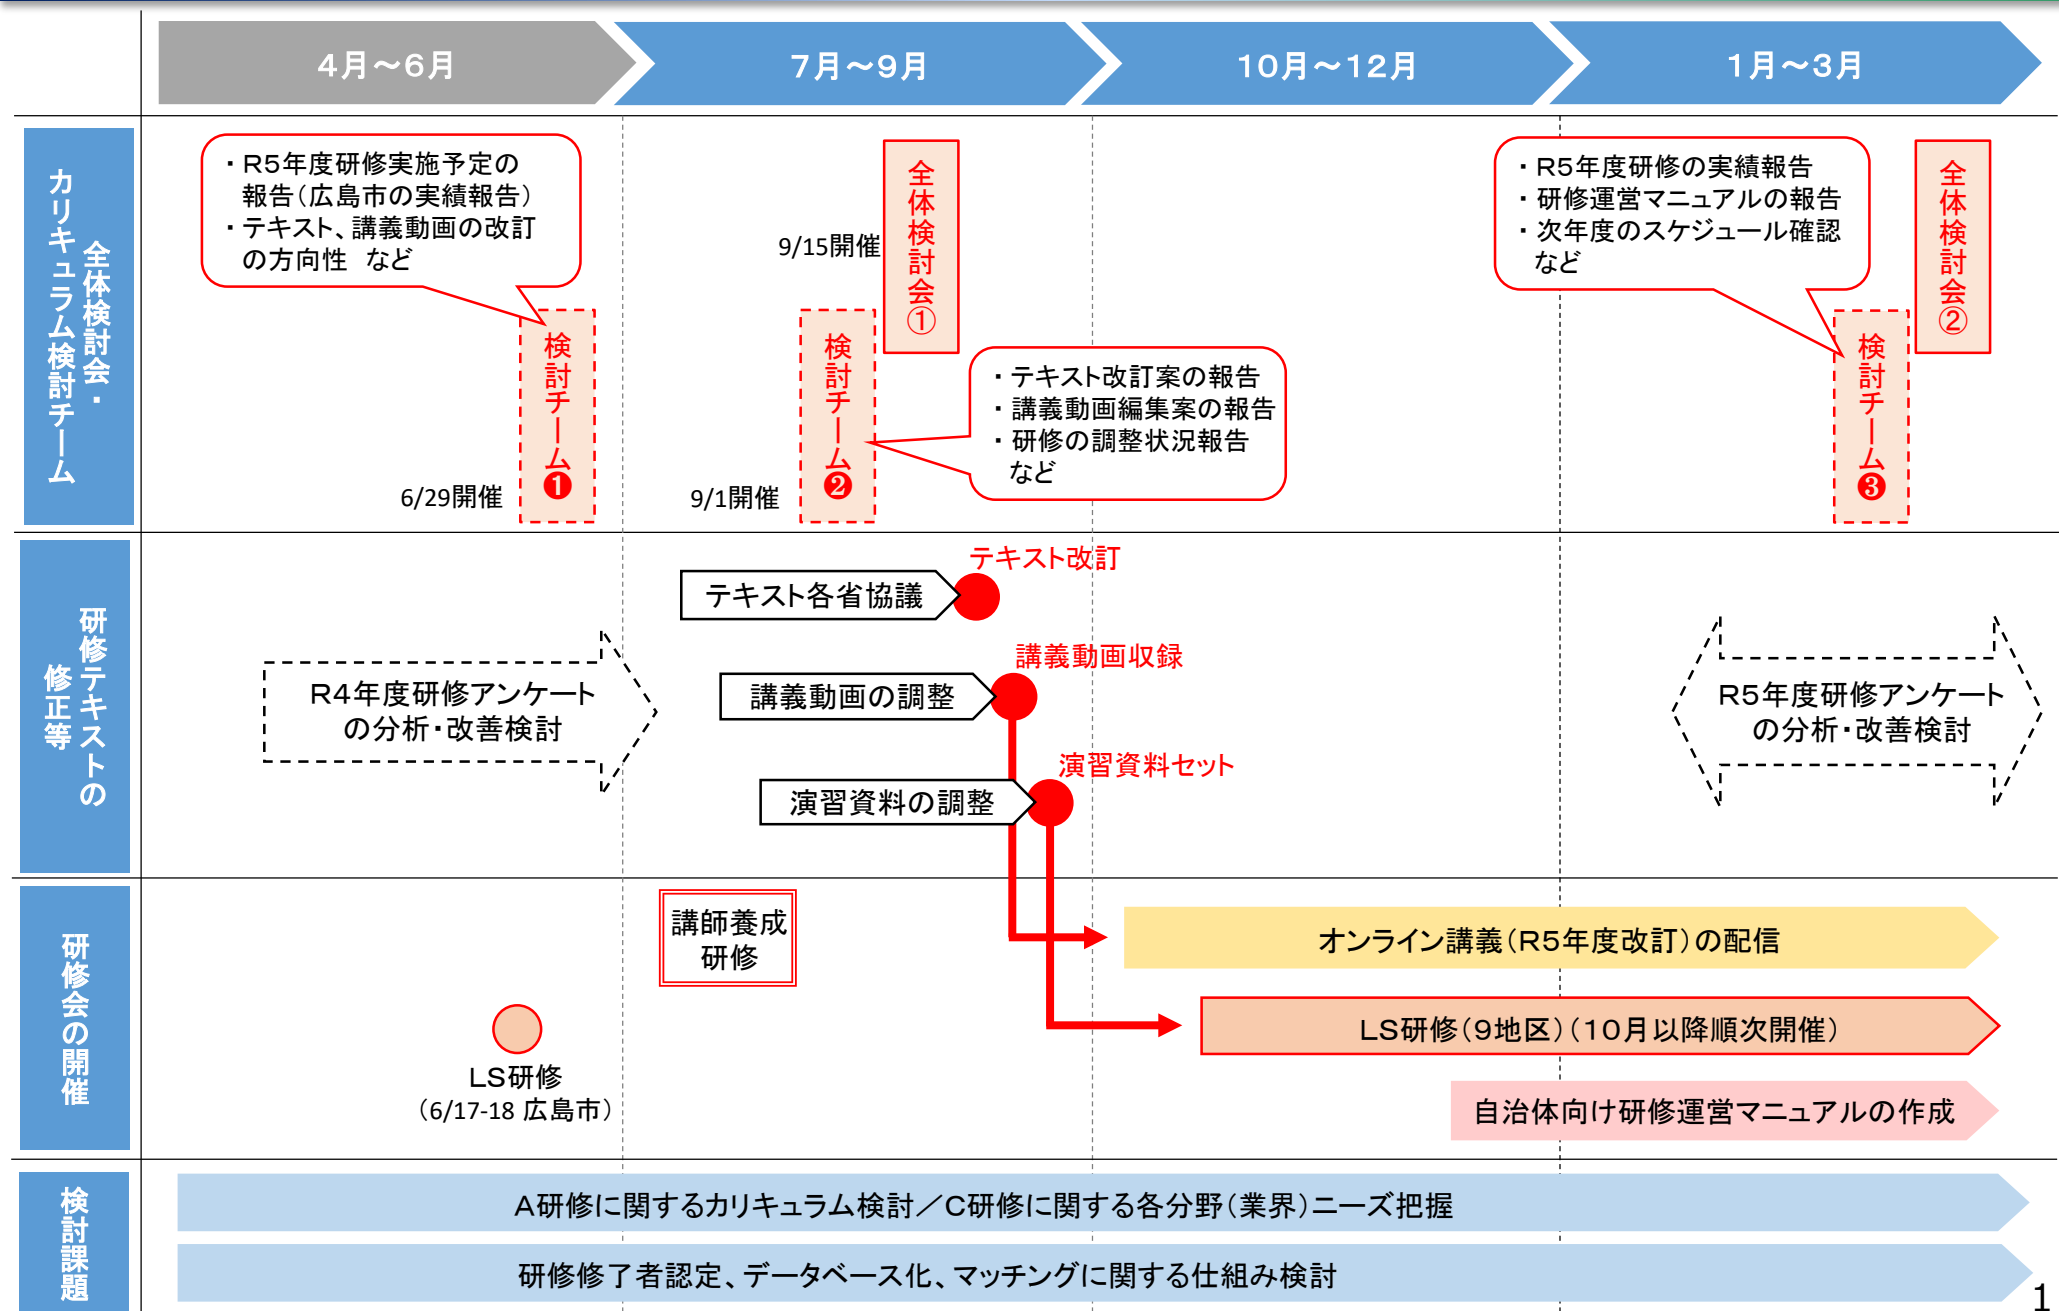 4月～6月
7月～9月
10月～12月
1月～3月
全体検討会・
カリキュラム検討チーム
・R5年度研修実施予定の
報告（広島市の実績報告）
・テキスト、講義動画の改訂
の方向性　など
検討チーム❶
6/29開催
9/15開催
全体検討会①
検討チーム❷
9/1開催
・テキスト改訂案の報告
・講義動画編集案の報告
・研修の調整状況報告
など
・R5年度研修の実績報告
・研修運営マニュアルの報告
・次年度のスケジュール確認
など
検討チーム❸
全体検討会②
研修テキストの
修正等
R4年度研修アンケート
の分析・改善検討
テキスト各省協議
テキスト改訂
講義動画の調整
講義動画収録
演習資料の調整
演習資料セット
R5年度研修アンケート
の分析・改善検討
研修会の開催
LS研修
（6/17-18 広島市）
講師養成
研修
オンライン講義（R5年度改訂）の配信
LS研修（9地区）（10月以降順次開催）
自治体向け研修運営マニュアルの作成
検討課題
A研修に関するカリキュラム検討／C研修に関する各分野（業界）ニーズ把握
研修修了者認定、データベース化、マッチングに関する仕組み検討
1